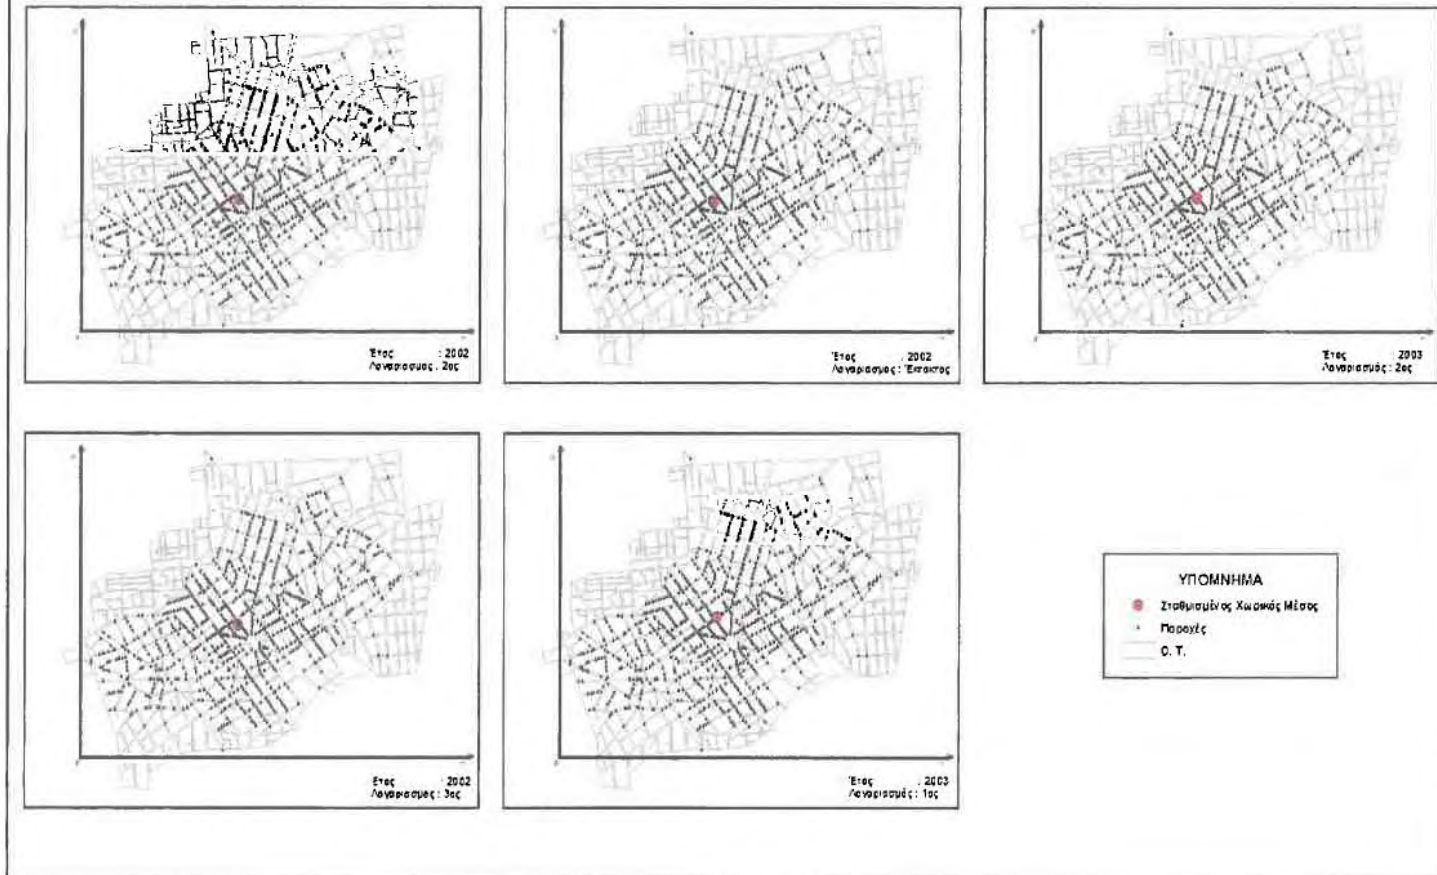 Έτος : 2002
Λογαριασμός : 2ος
Έτος : 2002
Λογαριασμός : Έκτακτος
Έτος : 2003
Λογαριασμός : 2ος
Έτος : 2002
Λογαριασμός : 3ος
Έτος : 2003
Λογαριασμός : 1ος
ΥΠΟΜΝΗΜΑ
Σταθμισμένος Χωρικός Μέσος
Παροχές
Ο. Τ.